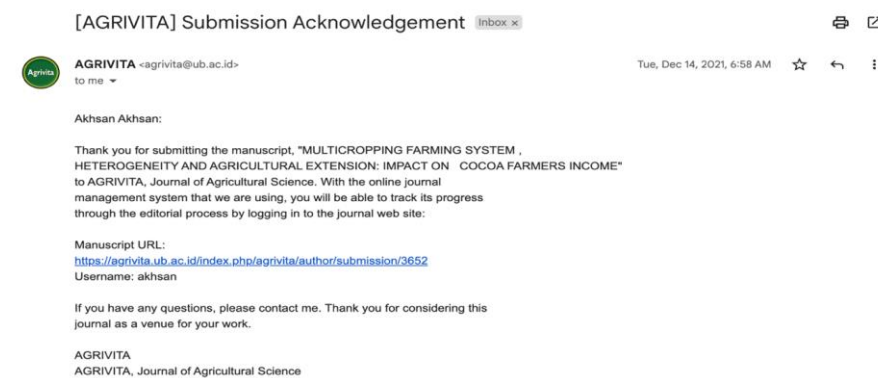 [AGRIVITA] Submission Acknowledgement Inbox x
Agrivita
AGRIVITA <agrivita@ub.ac.id> Tue, Dec 14, 2021, 6:58 AM
to me
Akhsan Akhsan:
Thank you for submitting the manuscript, "MULTICROPPING FARMING SYSTEM ,
HETEROGENEITY AND AGRICULTURAL EXTENSION: IMPACT ON COCOA FARMERS INCOME"
to AGRIVITA, Journal of Agricultural Science. With the online journal
management system that we are using, you will be able to track its progress
through the editorial process by logging in to the journal web site:
Manuscript URL:
https://agrivita.ub.ac.id/index.php/agrivita/author/submission/3652
Username: akhsan
If you have any questions, please contact me. Thank you for considering this
journal as a venue for your work.
AGRIVITA
AGRIVITA, Journal of Agricultural Science